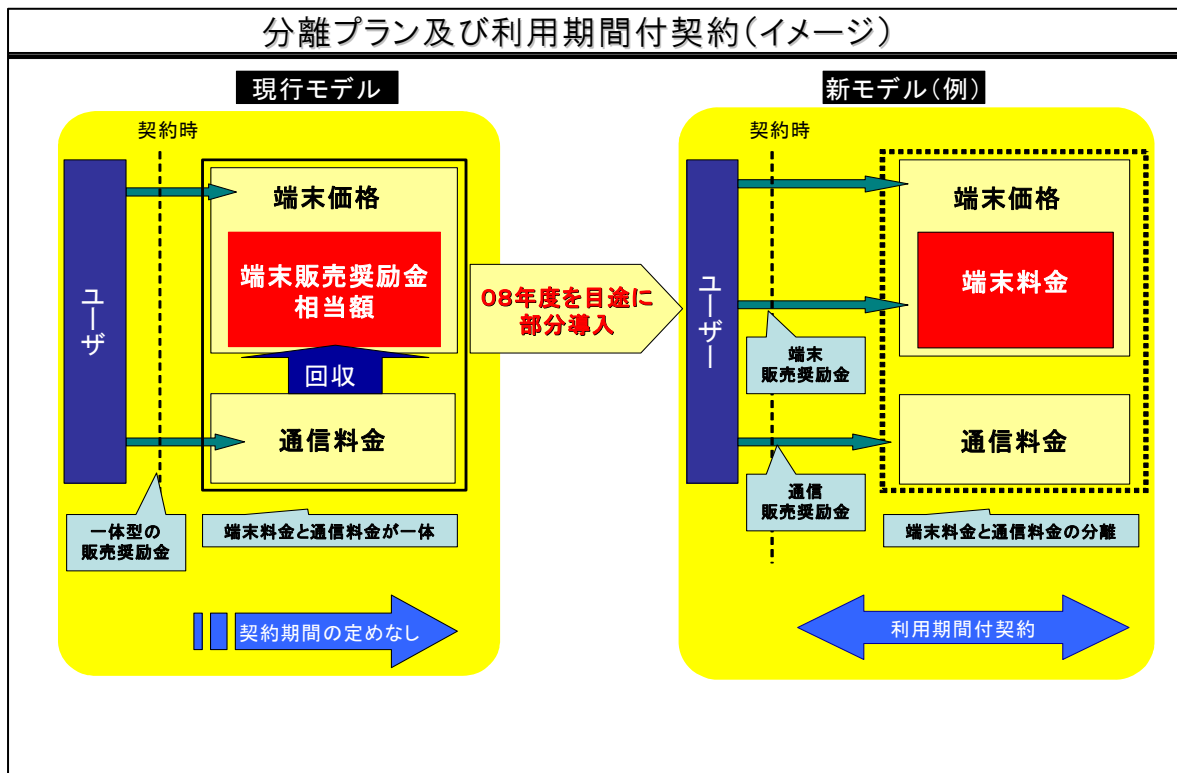 分離プラン及び利用期間付契約(イメージ)
現行モデル
契約時
ユーザ
端末価格
端末販売奨励金
相当額
回収
通信料金
一体型の
販売奨励金
端末料金と通信料金が一体
契約期間の定めなし
08年度を目途に
部分導入
新モデル(例)
契約時
ユーザー
端末価格
端末料金
端末
販売奨励金
通信料金
通信
販売奨励金
端末料金と通信料金の分離
利用期間付契約